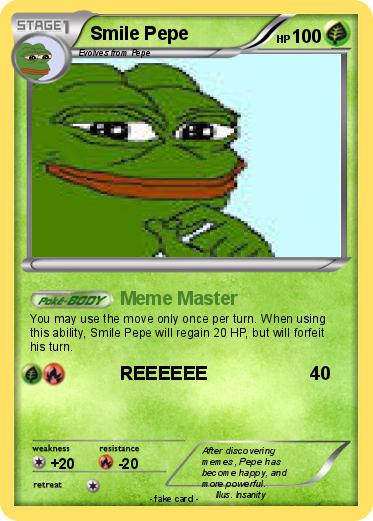 STAGE1
Smile Pepe
HP 100
Evolves from Pepe
Poké-BODY Meme Master
You may use the move only once per turn. When using
this ability, Smile Pepe will regain 20 HP, but will forfeit
his turn.
REEEEEE 40
weakness resistance
+20 -20
retreat
After discovering
memes, Pepe has
become happy, and
more powerful.
Illus. Insanity
- fake card -